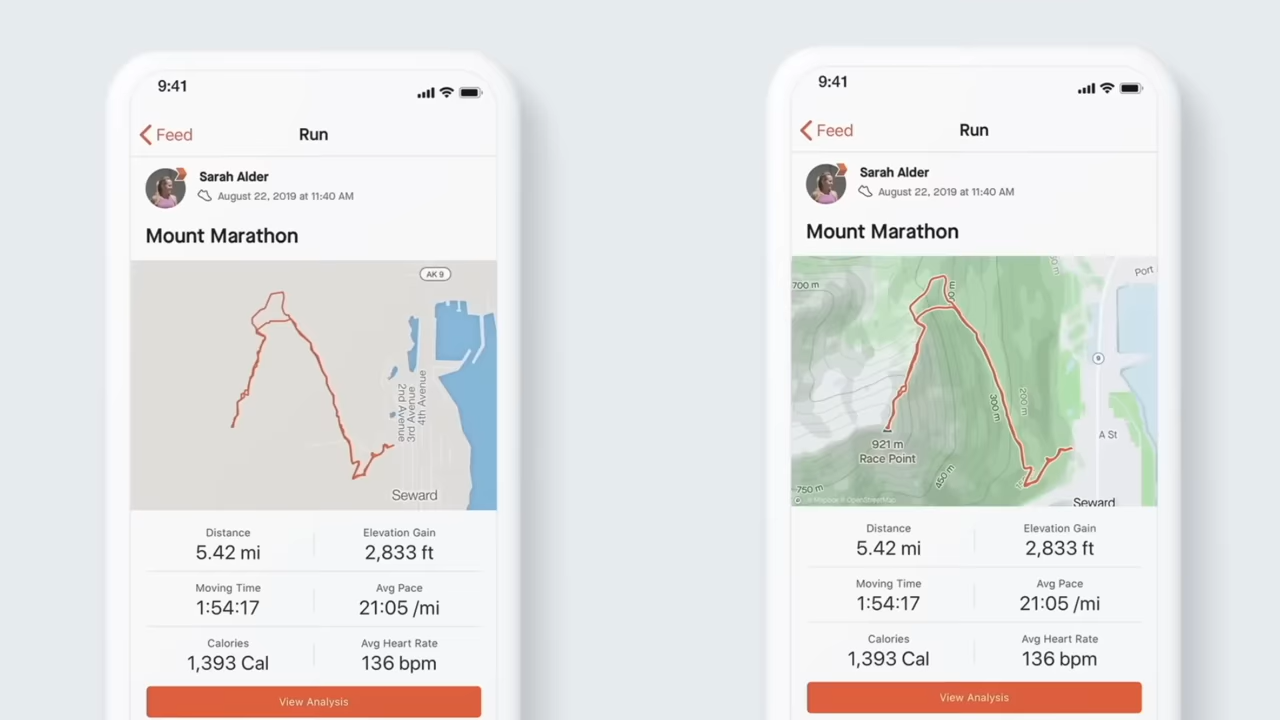 9:41
Feed
Run
Sarah Alder
August 22, 2019 at 11:40 AM
Mount Marathon
AK 9
2nd Avenue
3rd Avenue
4th Avenue
Seward
Distance
5.42 mi
Elevation Gain
2,833 ft
Moving Time
1:54:17
Avg Pace
21:05 /mi
Calories
1,393 Cal
Avg Heart Rate
136 bpm
View Analysis
9:41
Feed
Run
Sarah Alder
August 22, 2019 at 11:40 AM
Mount Marathon
700 m
Port
9
300 m
200 m
921 m
Race Point
A St
450 m
750 m
© Mapbox © OpenStreetMap
Seward
Distance
5.42 mi
Elevation Gain
2,833 ft
Moving Time
1:54:17
Avg Pace
21:05 /mi
Calories
1,393 Cal
Avg Heart Rate
136 bpm
View Analysis